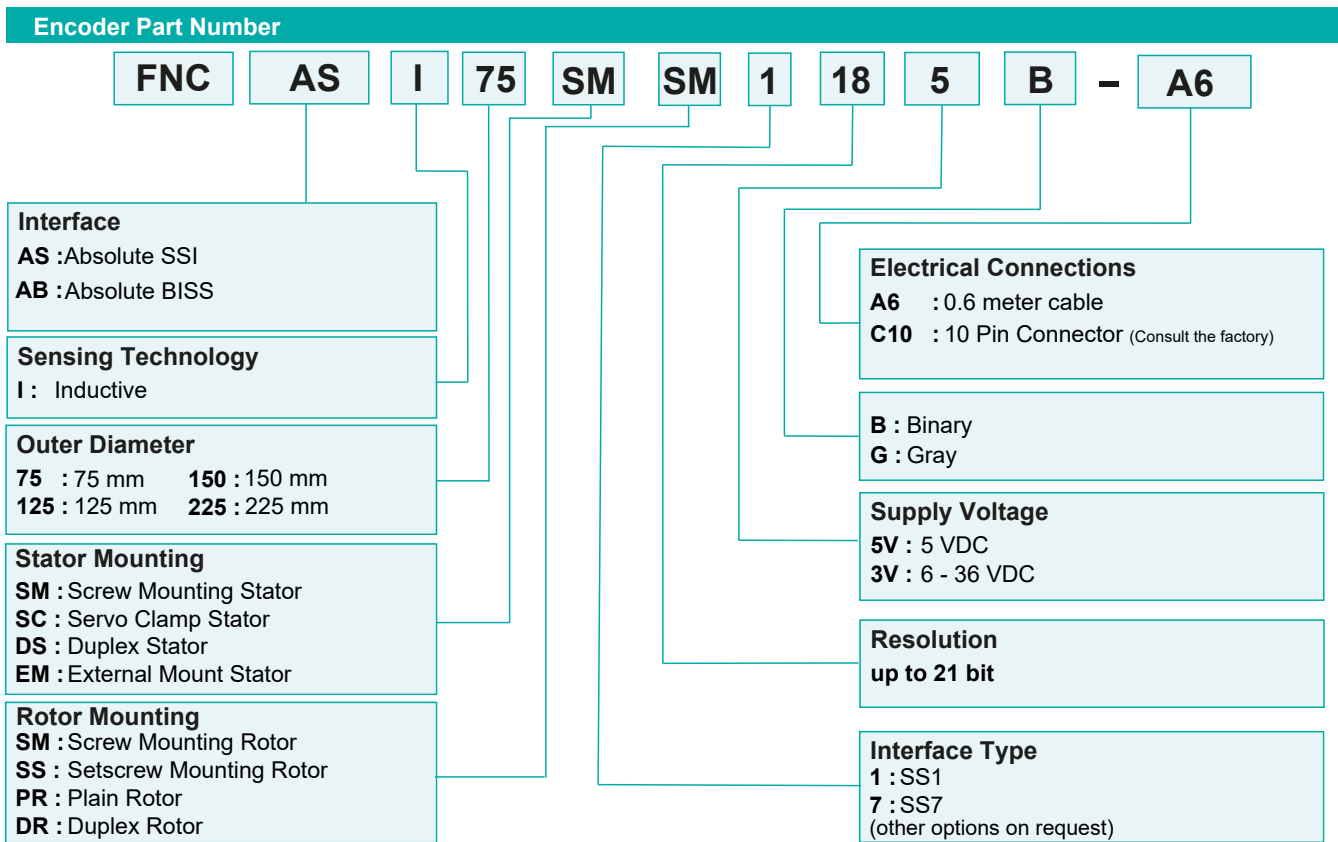 Encoder Part Number
FNC AS I 75 SM SM 1 18 5 B – A6
Interface
AS :Absolute SSI
AB :Absolute BISS
Sensing Technology
I : Inductive
Outer Diameter
75 : 75 mm 150 : 150 mm
125 : 125 mm 225 : 225 mm
Stator Mounting
SM : Screw Mounting Stator
SC : Servo Clamp Stator
DS : Duplex Stator
EM : External Mount Stator
Rotor Mounting
SM : Screw Mounting Rotor
SS : Setscrew Mounting Rotor
PR : Plain Rotor
DR : Duplex Rotor
Electrical Connections
A6 : 0.6 meter cable
C10 : 10 Pin Connector (Consult the factory)
B : Binary
G : Gray
Supply Voltage
5V : 5 VDC
3V : 6 - 36 VDC
Resolution
up to 21 bit
Interface Type
1 : SS1
7 : SS7
(other options on request)